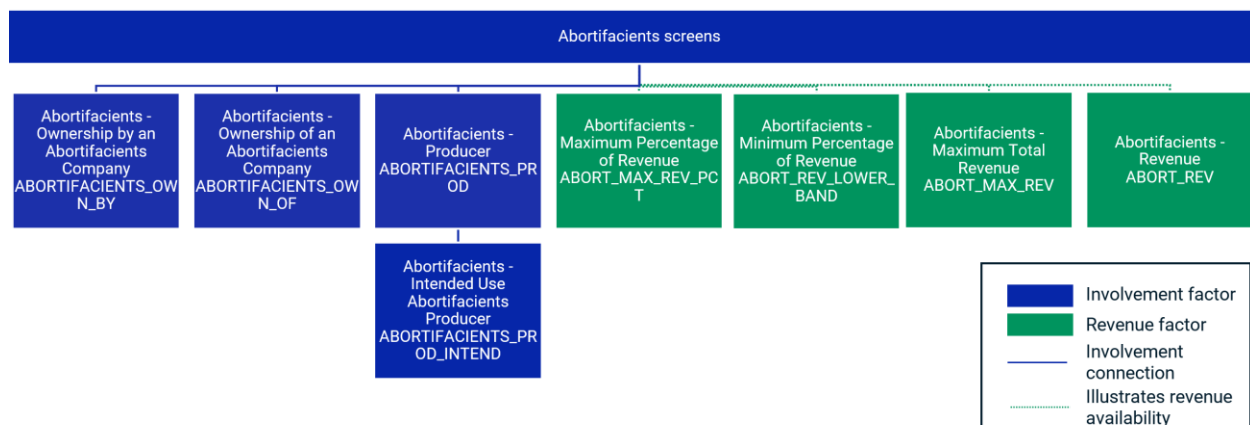 Abortifacients screens
Abortifacients -
Ownership by an
Abortifacients
Company
ABORTIFACIENTS_OW
N_BY
Abortifacients -
Ownership of an
Abortifacients
Company
ABORTIFACIENTS_OW
N_OF
Abortifacients -
Producer
ABORTIFACIENTS_PR
OD
Abortifacients -
Maximum Percentage
of Revenue
ABORT_MAX_REV_PC
T
Abortifacients -
Minimum Percentage
of Revenue
ABORT_REV_LOWER_
BAND
Abortifacients -
Maximum Total
Revenue
ABORT_MAX_REV
Abortifacients -
Revenue
ABORT_REV
Abortifacients -
Intended Use
Abortifacients
Producer
ABORTIFACIENTS_PR
OD_INTEND
Involvement factor
Revenue factor
Involvement
connection
Illustrates revenue
availability